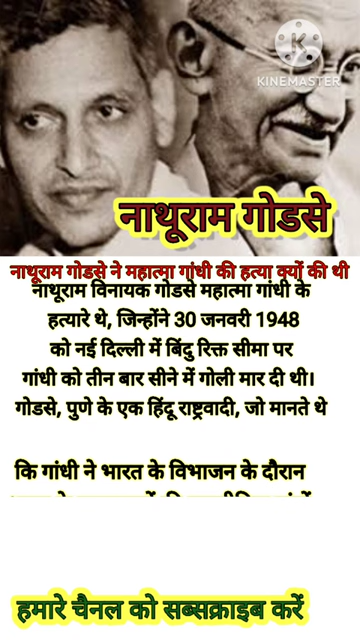 KINEMASTER
नाथूराम गोडसे
नाथूराम गोडसे ने महात्मा गांधी की हत्या क्यों की थी
नाथूराम विनायक गोडसे महात्मा गांधी के
हत्यारे थे, जिन्होंने 30 जनवरी 1948
को नई दिल्ली में बिंदु रिक्त सीमा पर
गांधी को तीन बार सीने में गोली मार दी थी।
गोडसे, पुणे के एक हिंदू राष्ट्रवादी, जो मानते थे
कि गांधी ने भारत के विभाजन के दौरान
हमारे चैनल को सब्सक्राइब करें